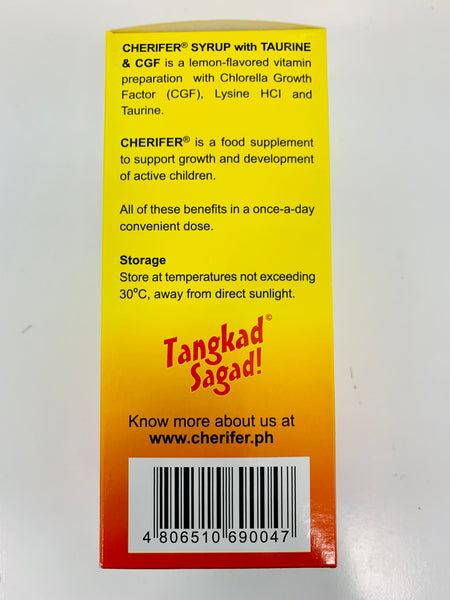 CHERIFER® SYRUP with TAURINE
& CGF is a lemon-flavored vitamin
preparation with Chlorella Growth
Factor (CGF), Lysine HCl and
Taurine.
CHERIFER® is a food supplement
to support growth and development
of active children.
All of these benefits in a once-a-day
convenient dose.
Storage
Store at temperatures not exceeding
30°C, away from direct sunlight.
Tangkad©
Sagad!
Know more about us at
www.cherifer.ph
4 806510 690047